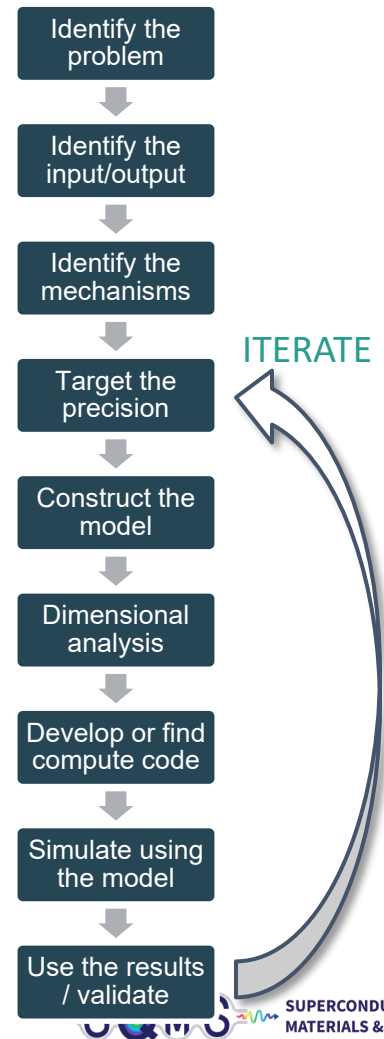 Identify the
problem
Identify the
input/output
Identify the
mechanisms
ITERATE
Target the
precision
Construct the
model
Dimensional
analysis
Develop or find
compute code
Simulate using
the model
Use the results
/ validate
MATERIALS &